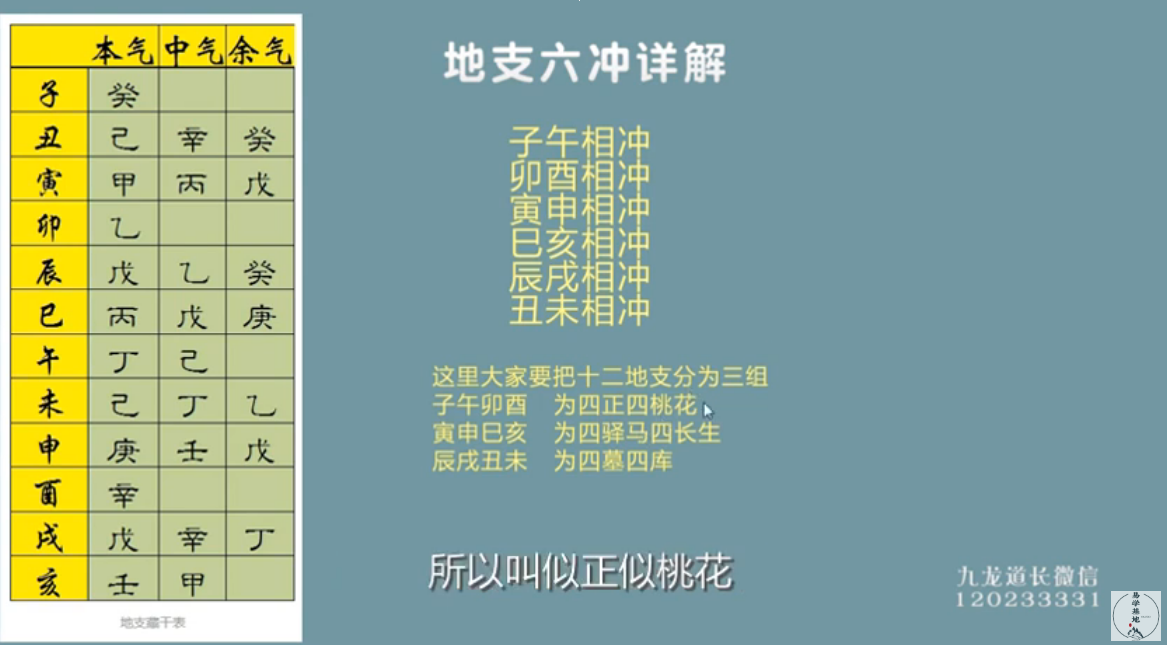 本气 中气 余气
子 癸
丑 己 辛 癸
寅 甲 丙 戊
卯 乙
辰 戊 乙 癸
巳 丙 戊 庚
午 丁 己
未 己 丁 乙
申 庚 壬 戊
酉 辛
戌 戊 辛 丁
亥 壬 甲
地支藏干表
地支六冲详解
子午相冲
卯酉相冲
寅申相冲
巳亥相冲
辰戌相冲
丑未相冲
这里大家要把十二地支分为三组
子午卯酉 为四正四桃花
寅申巳亥 为四驿马四长生
辰戌丑未 为四墓四库
所以叫似正似桃花
九龙道长微信
120233331
易学基地